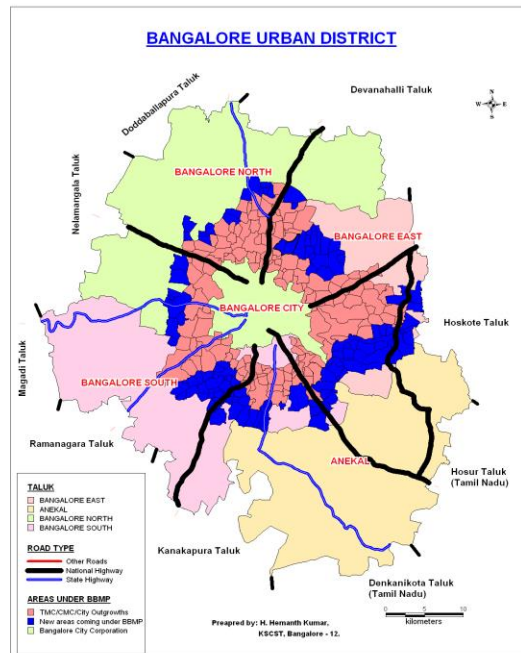 BANGALORE URBAN DISTRICT
Devanahalli Taluk
Doddaballapura Taluk
N
W E
S
BANGALORE NORTH
Nelamangala Taluk
BANGALORE EAST
BANGALORE CITY
Hoskote Taluk
Magadi Taluk
BANGALORE SOUTH
Ramanagara Taluk
ANEKAL
Hosur Taluk
(Tamil Nadu)
Kanakapura Taluk
Denkanikota Taluk
(Tamil Nadu)
TALUK
BANGALORE EAST
ANEKAL
BANGALORE NORTH
BANGALORE SOUTH
ROAD TYPE
Other Roads
National Highway
State Highway
AREAS UNDER BBMP
TMC/CMC/City Outgrowths
New areas coming under BBMP
Bangalore City Corporation
0 5 10
kilometers
Preapred by: H. Hemanth Kumar,
KSCST, Bangalore - 12.